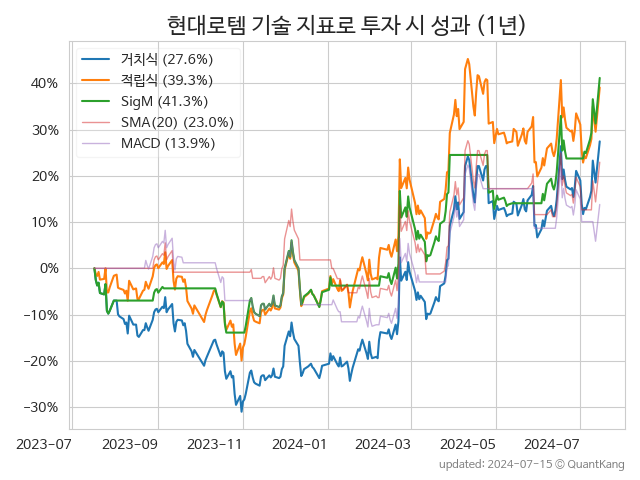 현대로템 기술 지표로 투자 시 성과 (1년)
거치식 (27.6%)
적립식 (39.3%)
SigM (41.3%)
SMA(20) (23.0%)
MACD (13.9%)
40%
30%
20%
10%
0%
−10%
−20%
−30%
2023-07 2023-09 2023-11 2024-01 2024-03 2024-05 2024-07
updated: 2024-07-15 © QuantKang